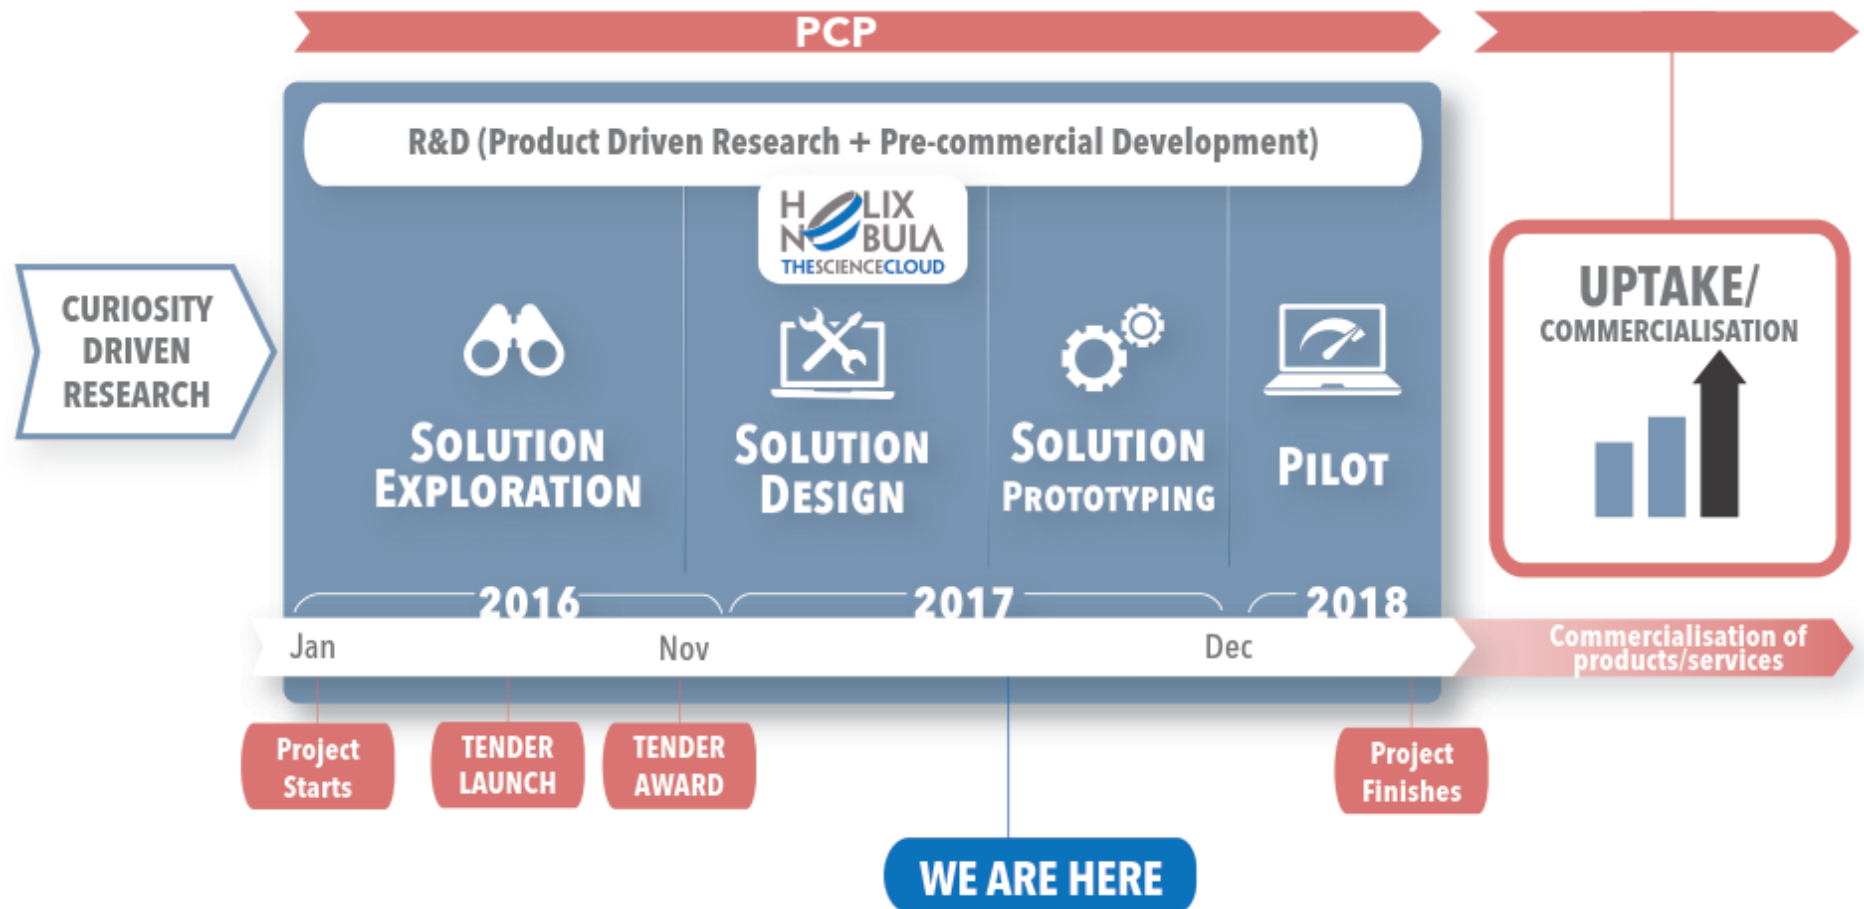 PCP
R&D (Product Driven Research + Pre-commercial Development)
HELIX
NEBULA
THESCIENCECLOUD
CURIOSITY
DRIVEN
RESEARCH
SOLUTION
EXPLORATION
SOLUTION
DESIGN
SOLUTION
PROTOTYPING
PILOT
UPTAKE/
COMMERCIALISATION
2016
2017
2018
Jan
Nov
Dec
Commercialisation of
products/services
Project
Starts
TENDER
LAUNCH
TENDER
AWARD
Project
Finishes
WE ARE HERE